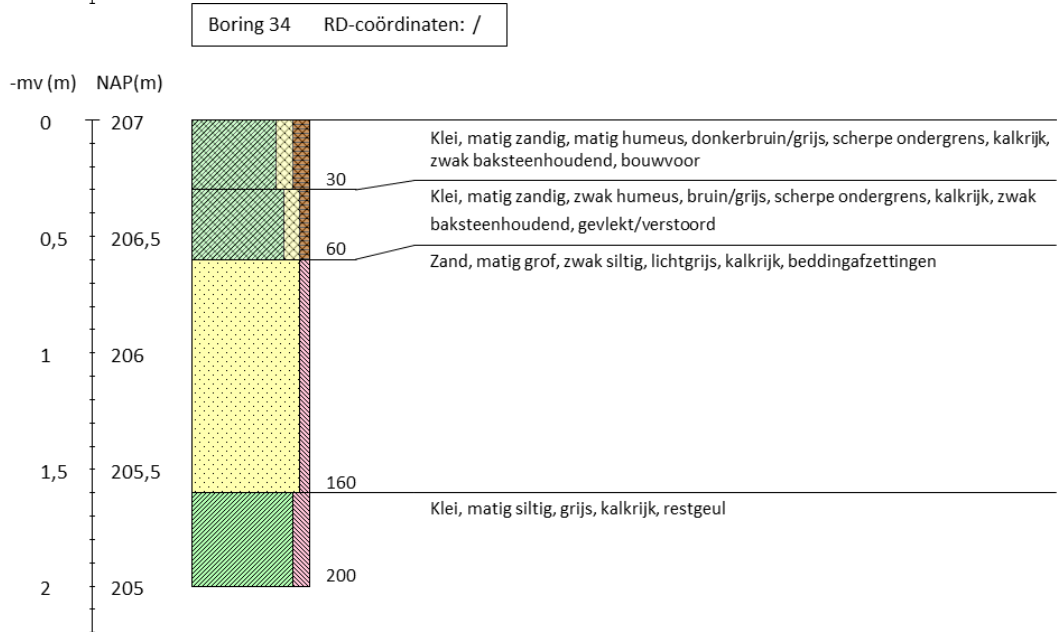 Boring 34 RD-coördinaten: /
-mv (m) NAP(m)
0 207
Klei, matig zandig, matig humeus, donkerbruin/grijs, scherpe ondergrens, kalkrijk,
zwak baksteenhoudend, bouwvoor
30
Klei, matig zandig, zwak humeus, bruin/grijs, scherpe ondergrens, kalkrijk, zwak
baksteenhoudend, gevlekt/verstoord
0,5 206,5
60
Zand, matig grof, zwak siltig, lichtgrijs, kalkrijk, beddingafzettingen
1 206
1,5 205,5
160
Klei, matig siltig, grijs, kalkrijk, restgeul
200
2 205